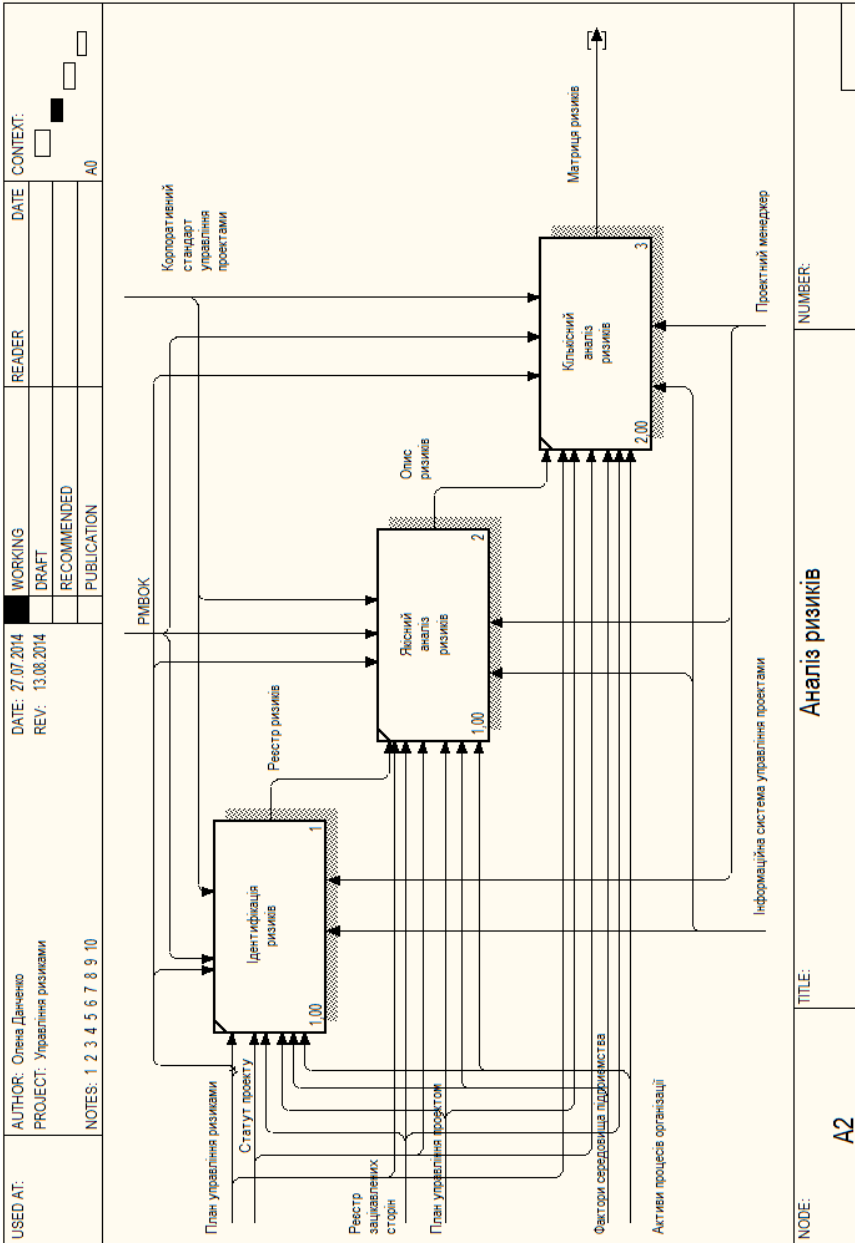 USED AT:
AUTHOR: Олена Данченко
PROJECT: Управління ризиками
NOTES: 1 2 3 4 5 6 7 8 9 10
DATE: 27.07.2014
REV: 13.08.2014
WORKING
DRAFT
RECOMMENDED
PUBLICATION
READER
DATE
CONTEXT:
A0
PMBOK
Корпоративний
стандарт
управління
проектами
План управління ризиками
Статут проекту
Реєстр
зацікавлених
сторін
План управління проектом
Фактори середовища підприємства
Активи процесів організації
Ідентифікація
ризиків
1,00
1
Реєстр ризиків
Якісний
аналіз
ризиків
1,00
2
Опис
ризиків
Кількісний
аналіз
ризиків
2,00
3
Матриця ризиків
Інформаційна система управління проектами
Проектний менеджер
NODE:
A2
TITLE:
Аналіз ризиків
NUMBER: